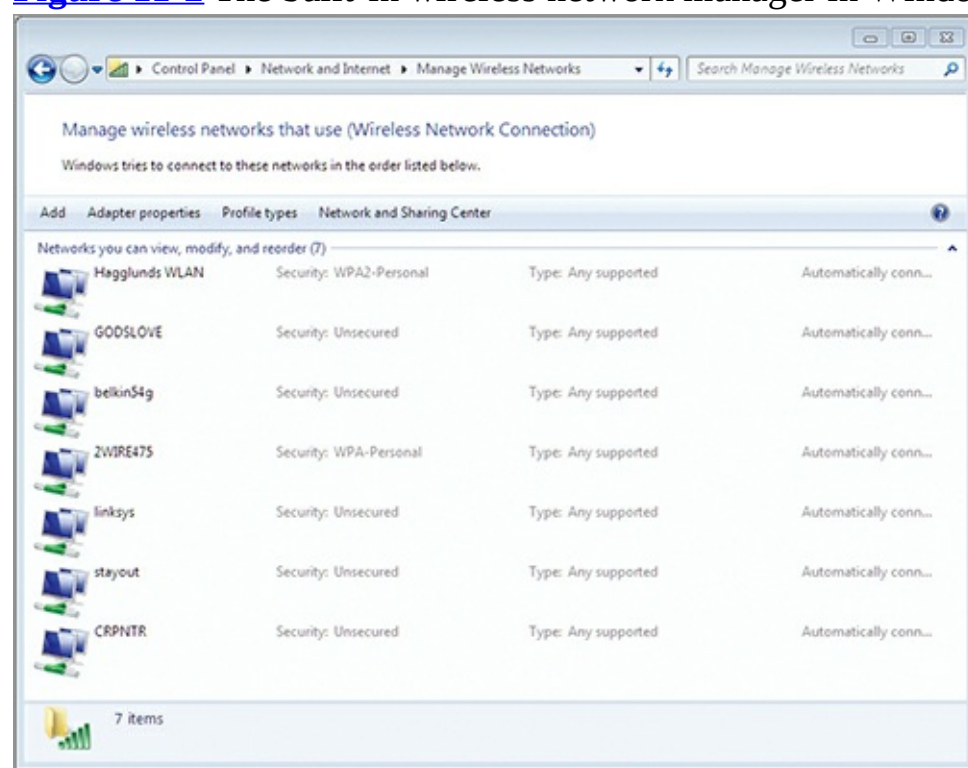 The built-in wireless network manager in
Control Panel Network and Internet Manage Wireless Networks Search Manage Wireless Networks
Manage wireless networks that use (Wireless Network Connection)
Windows tries to connect to these networks in the order listed below.
Add Adapter properties Profile types Network and Sharing Center
Networks you can view, modify, and reorder (7)
Hagglunds WLAN Security: WPA2-Personal Type: Any supported Automatically conn...
GODSLOVE Security: Unsecured Type: Any supported Automatically conn...
belkin54g Security: Unsecured Type: Any supported Automatically conn...
2WIRE475 Security: WPA-Personal Type: Any supported Automatically conn...
linksys Security: Unsecured Type: Any supported Automatically conn...
stayout Security: Unsecured Type: Any supported Automatically conn...
CRPNTR Security: Unsecured Type: Any supported Automatically conn...
7 items